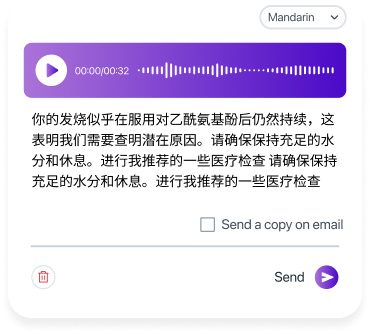 Mandarin
00:00/00:32
你的发烧似乎在服用对乙酰氨基酚后仍然持续，这
表明我们需要查明潜在原因。请确保保持充足的水
分和休息。进行我推荐的一些医疗检查 请确保保持
充足的水分和休息。进行我推荐的一些医疗检查
Send a copy on email
Send